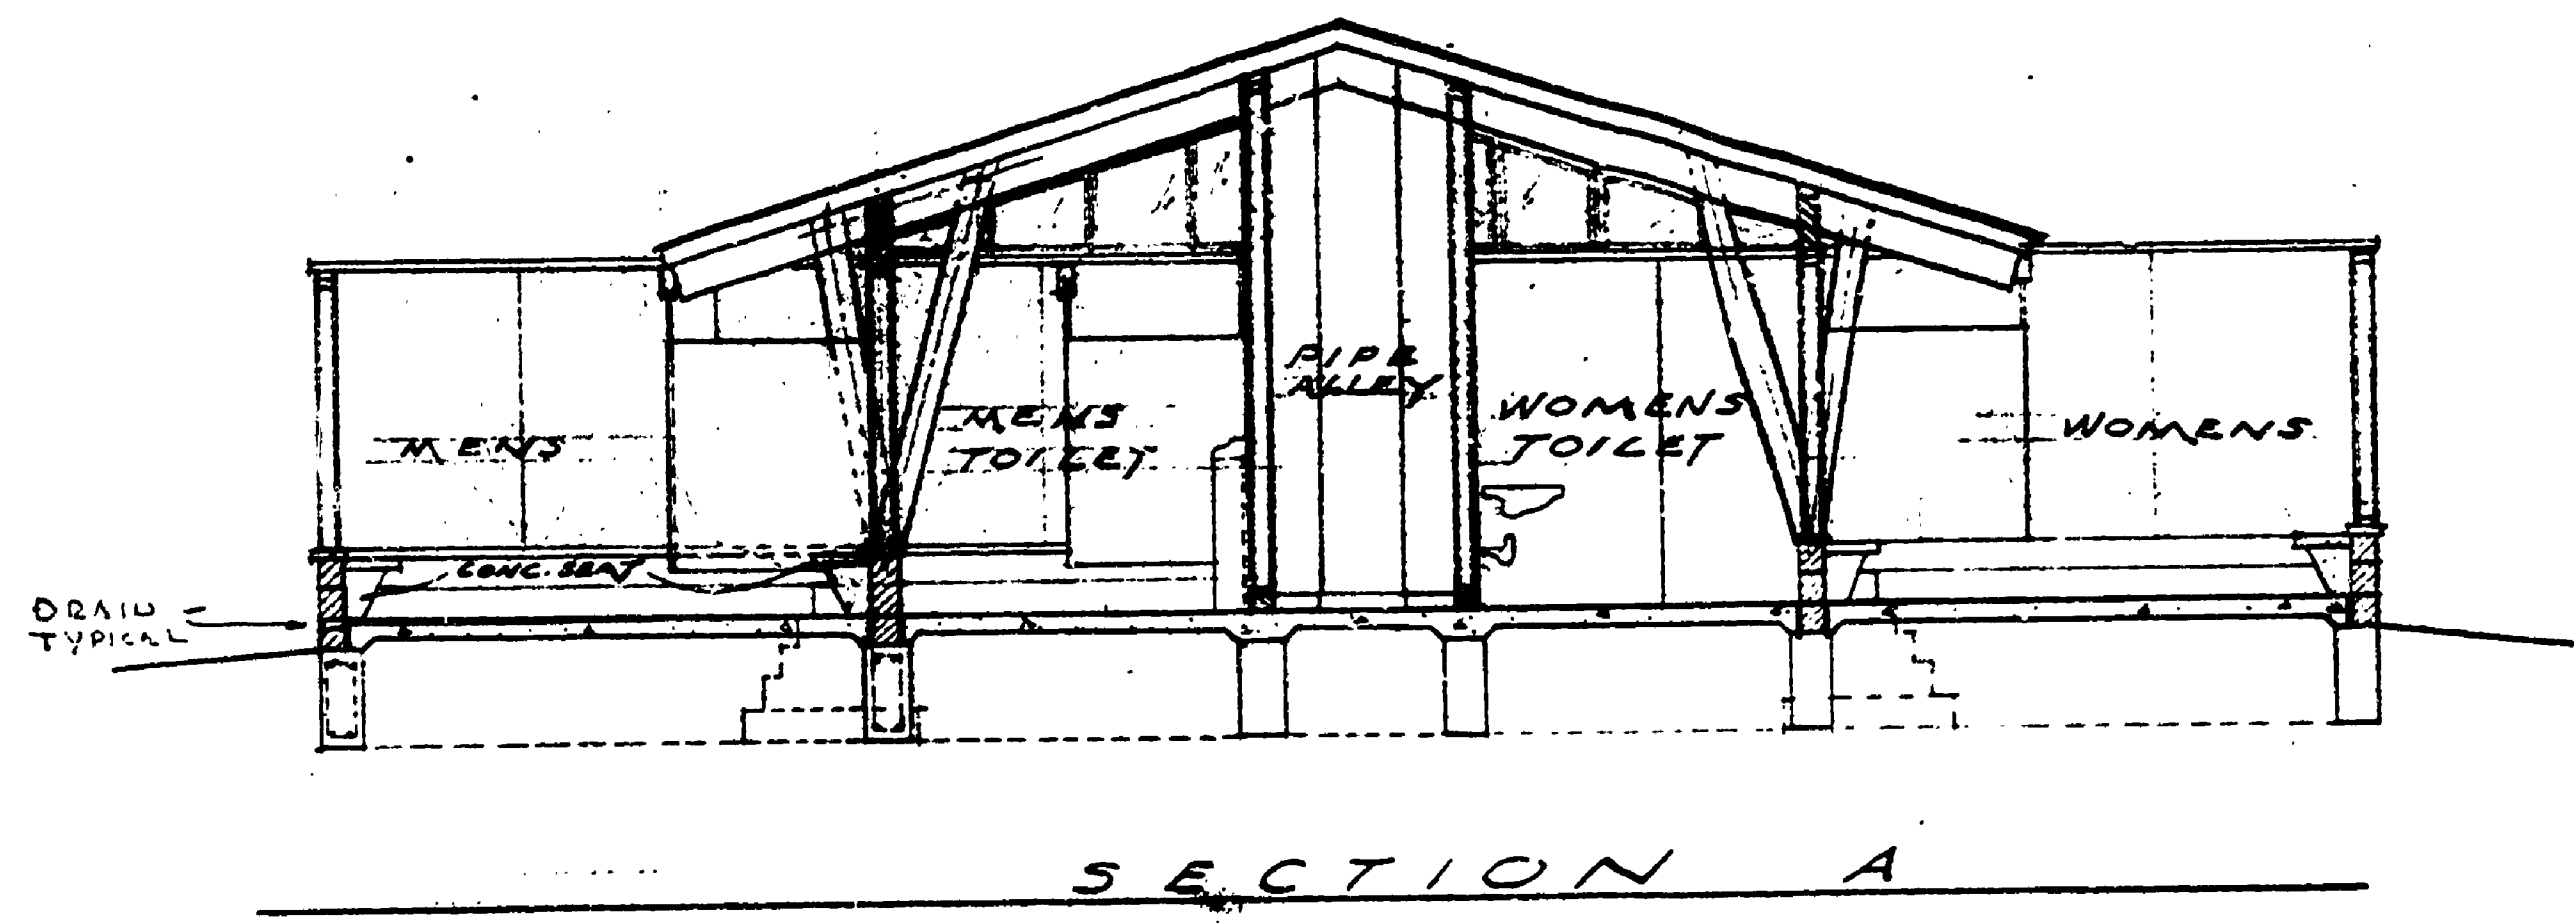 PIPE
ALLEY
MENS
MENS
TOILET
WOMENS
TOILET
WOMENS
CONC. SEAT
DRAIN
TYPICAL
SECTION A